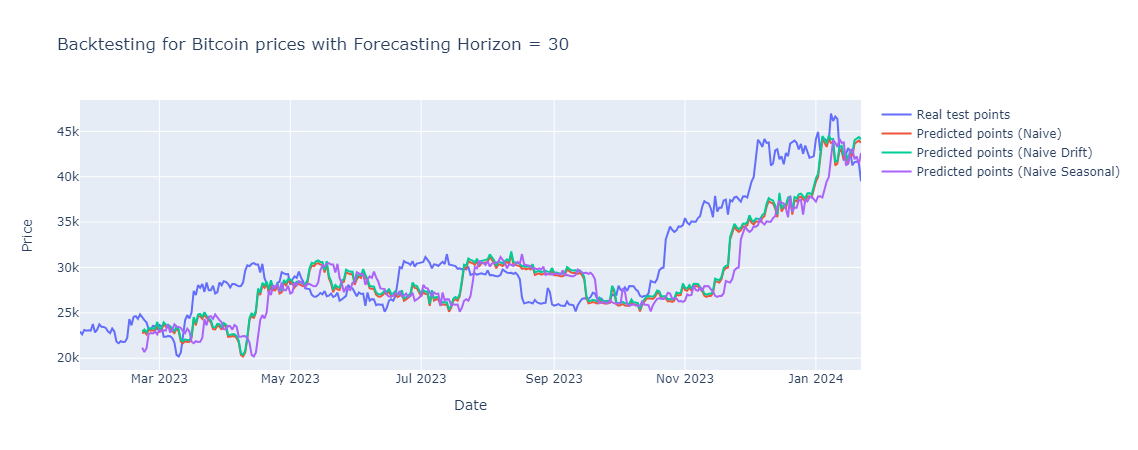 Backtesting for Bitcoin prices with Forecasting Horizon = 30
45k
40k
35k
30k
25k
20k
Price
Mar 2023
May 2023
Jul 2023
Sep 2023
Nov 2023
Jan 2024
Date
Real test points
Predicted points (Naive)
Predicted points (Naive Drift)
Predicted points (Naive Seasonal)